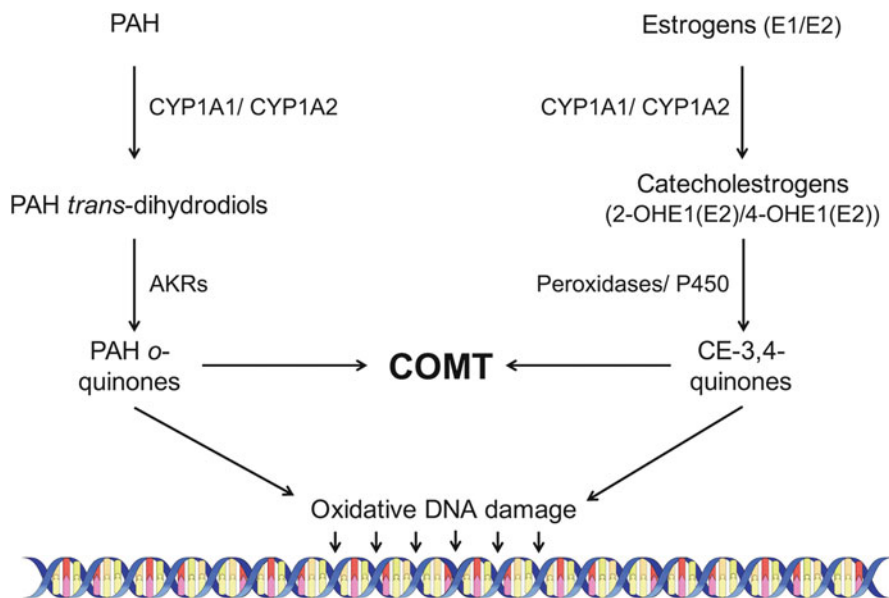 PAH
Estrogens (E1/E2)
CYP1A1/ CYP1A2
CYP1A1/ CYP1A2
PAH trans-dihydrodiols
Catecholestrogens
(2-OHE1(E2)/4-OHE1(E2))
AKRs
Peroxidases/ P450
PAH o-
quinones
COMT
CE-3,4-
quinones
Oxidative DNA damage